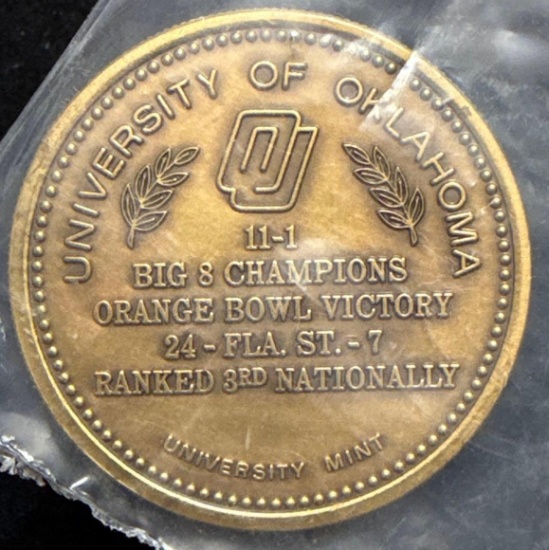 UNIVERSITY OF OKLAHOMA
OU
11-1
BIG 8 CHAMPIONS
ORANGE BOWL VICTORY
24 - FLA. ST. - 7
RANKED 3RD NATIONALLY
UNIVERSITY MINT